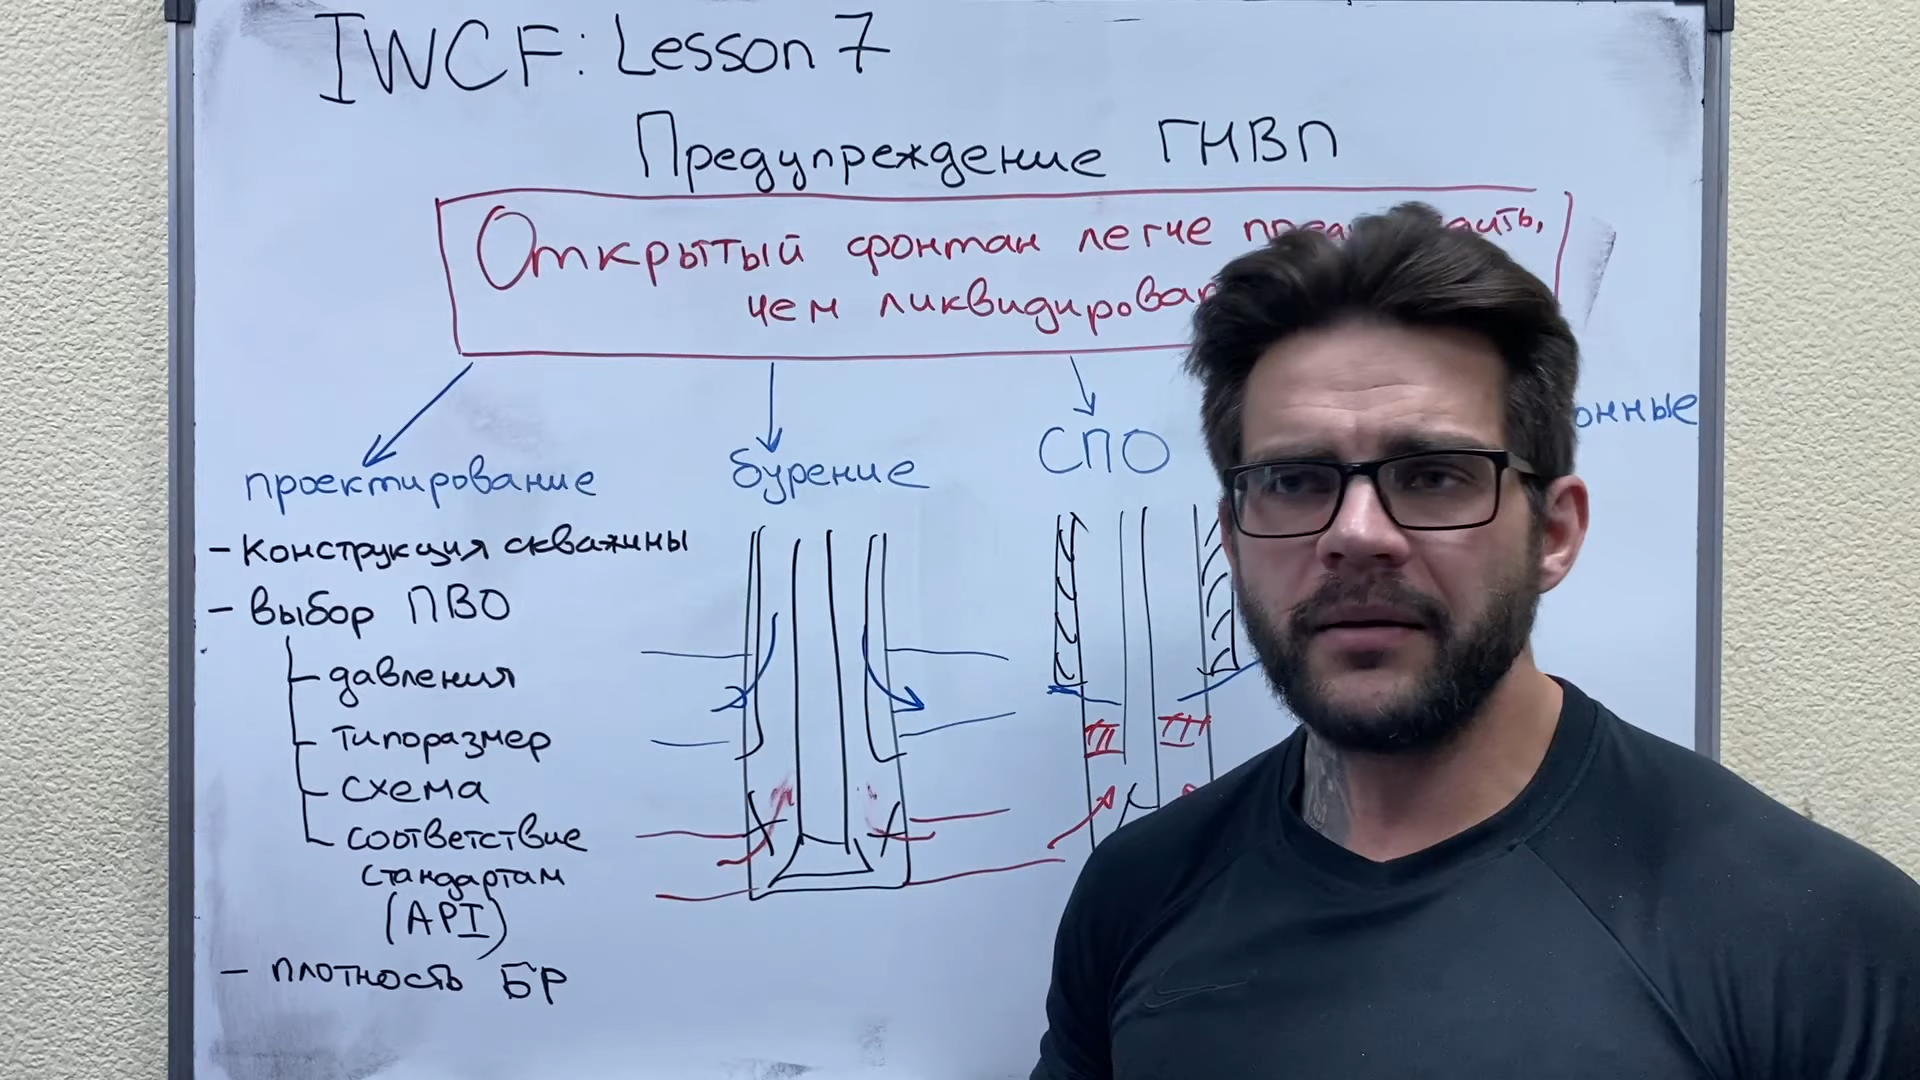 IWCF: Lesson 7
Предупреждение ГНВП
Открытый фонтан легче
чем
проектирование
бурение
СПО
- Конструкция скважины
- выбор ПВО
давления
типоразмер
схема
соответствие
стандартам
(API)
- плотность БР